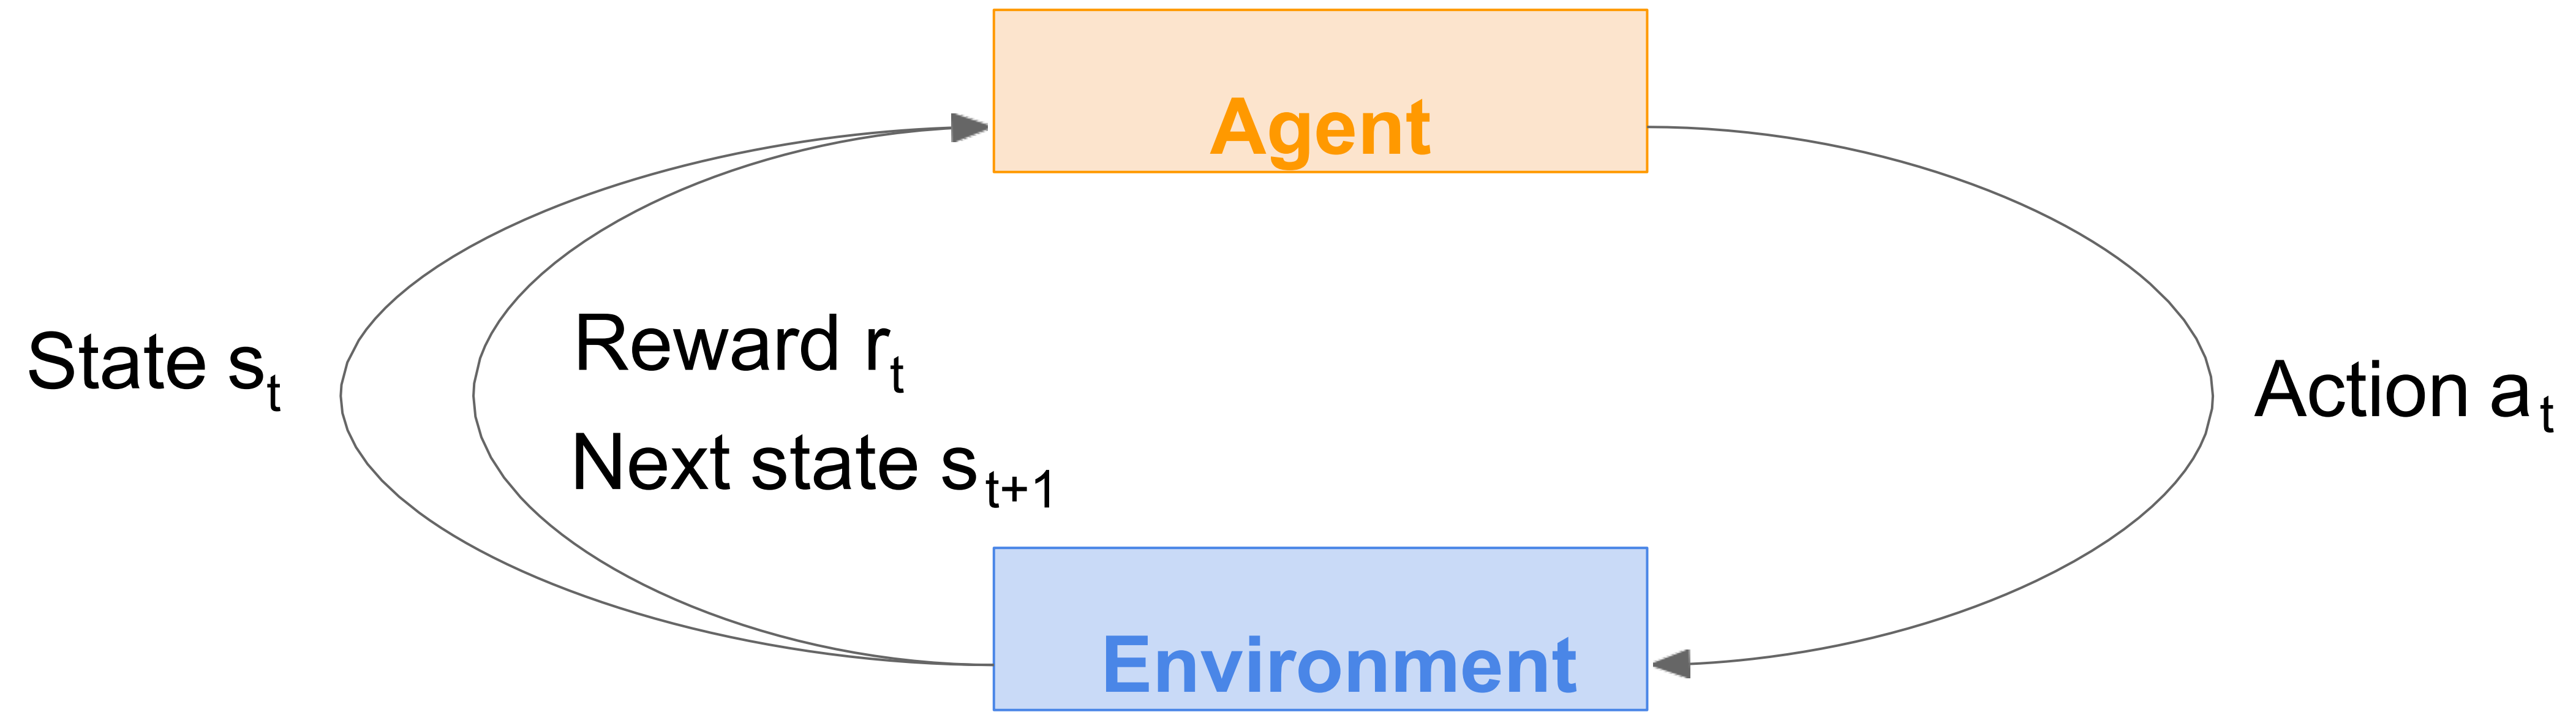 Agent
State sₜ
Reward rₜ
Next state sₜ₊₁
Action aₜ
Environment